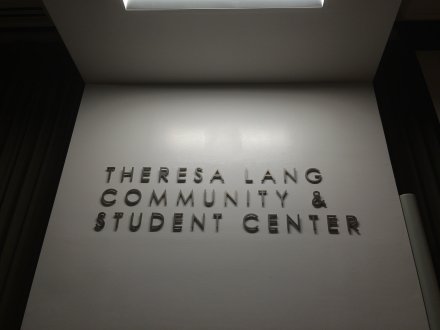 THERESA LANG
COMMUNITY &
STUDENT CENTER